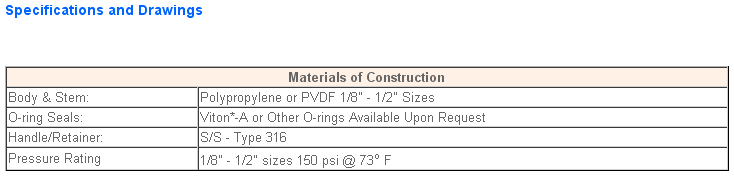 Specifications and Drawings
Materials of Construction
Body & Stem: Polypropylene or PVDF 1/8" - 1/2" Sizes
O-ring Seals: Viton*-A or Other O-rings Available Upon Request
Handle/Retainer: S/S - Type 316
Pressure Rating 1/8" - 1/2" sizes 150 psi @ 73° F